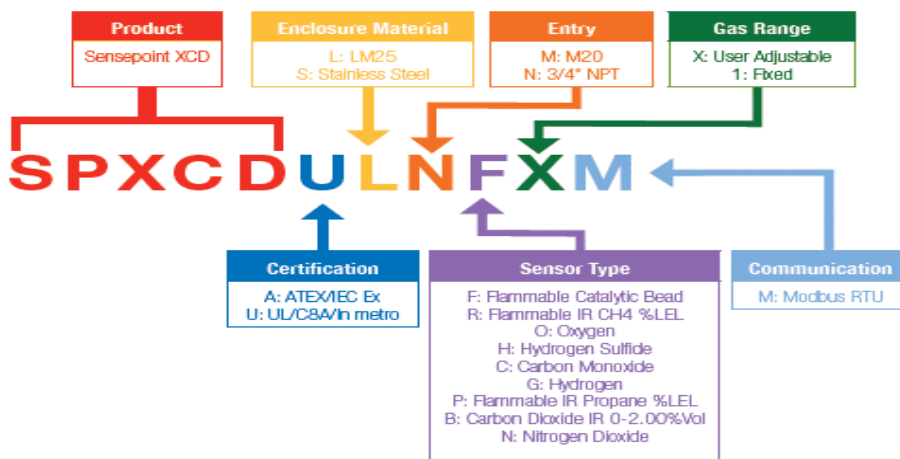 Product
Sensepoint XCD
Enclosure Material
L: LM25
S: Stainless Steel
Entry
M: M20
N: 3/4" NPT
Gas Range
X: User Adjustable
1: Fixed
SPXCDULNFXM
Certification
A: ATEX/IEC Ex
U: UL/CSA/In metro
Sensor Type
F: Flammable Catalytic Bead
R: Flammable IR CH4 %LEL
O: Oxygen
H: Hydrogen Sulfide
C: Carbon Monoxide
G: Hydrogen
P: Flammable IR Propane %LEL
B: Carbon Dioxide IR 0-2.00%Vol
N: Nitrogen Dioxide
Communication
M: Modbus RTU